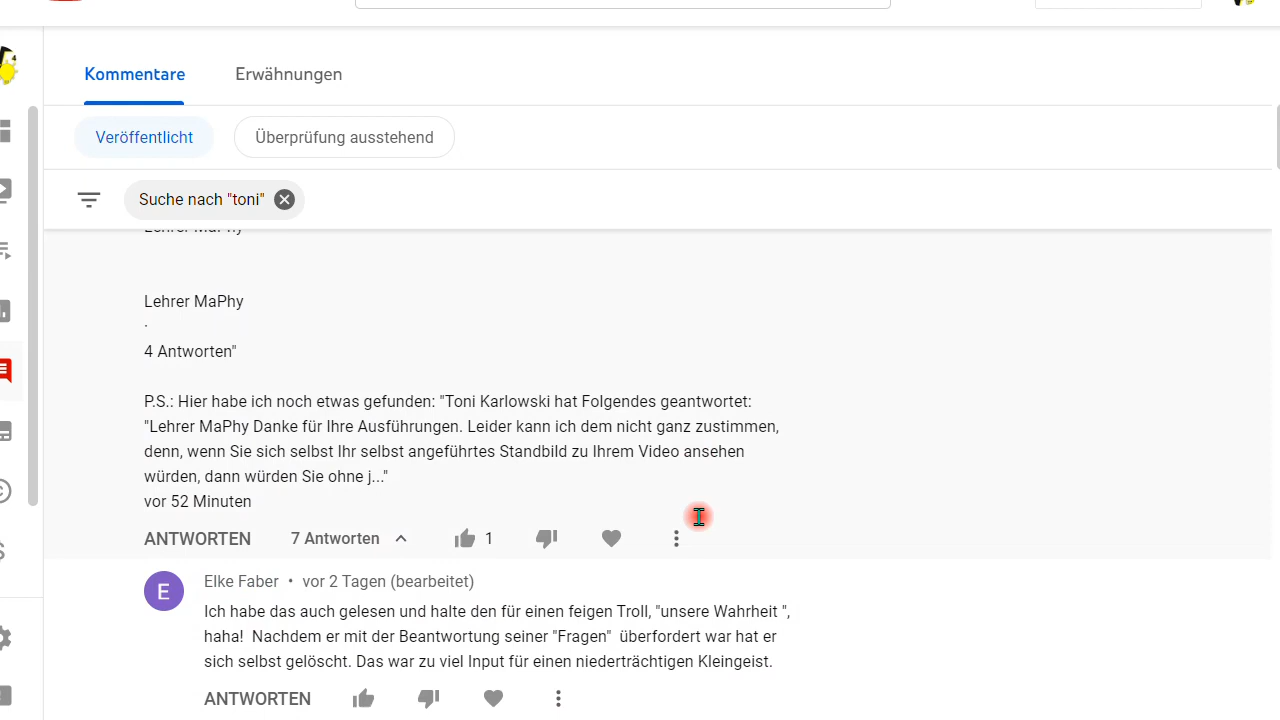 Kommentare Erwähnungen
Veröffentlicht Überprüfung ausstehend
Suche nach "toni"
Lehrer MaPhy
Lehrer MaPhy
.
4 Antworten"
P.S.: Hier habe ich noch etwas gefunden: "Toni Karlowski hat Folgendes geantwortet:
"Lehrer MaPhy Danke für Ihre Ausführungen. Leider kann ich dem nicht ganz zustimmen,
denn, wenn Sie sich selbst Ihr selbst angeführtes Standbild zu Ihrem Video ansehen
würden, dann würden Sie ohne j..."
vor 52 Minuten
ANTWORTEN 7 Antworten 1
E
Elke Faber • vor 2 Tagen (bearbeitet)
Ich habe das auch gelesen und halte den für einen feigen Troll, "unsere Wahrheit ",
haha!  Nachdem er mit der Beantwortung seiner "Fragen"  überfordert war hat er
sich selbst gelöscht. Das war zu viel Input für einen niederträchtigen Kleingeist.
ANTWORTEN